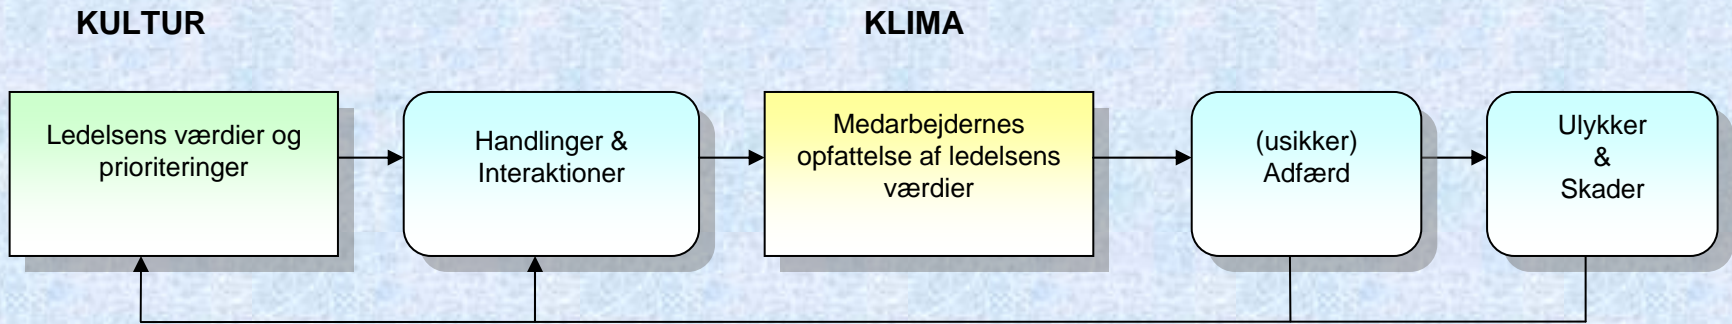 KULTUR
KLIMA
Ledelsens værdier og
prioriteringer
Handlinger &
Interaktioner
Medarbejdernes
opfattelse af ledelsens
værdier
(usikker)
Adfærd
Ulykker
&
Skader